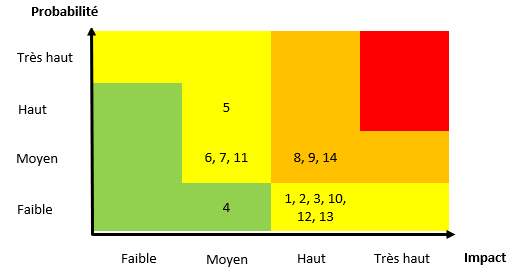 Probabilité
Très haut
Haut
5
Moyen
6, 7, 11
8, 9, 14
Faible
4
1, 2, 3, 10,
12, 13
Faible
Moyen
Haut
Très haut
Impact